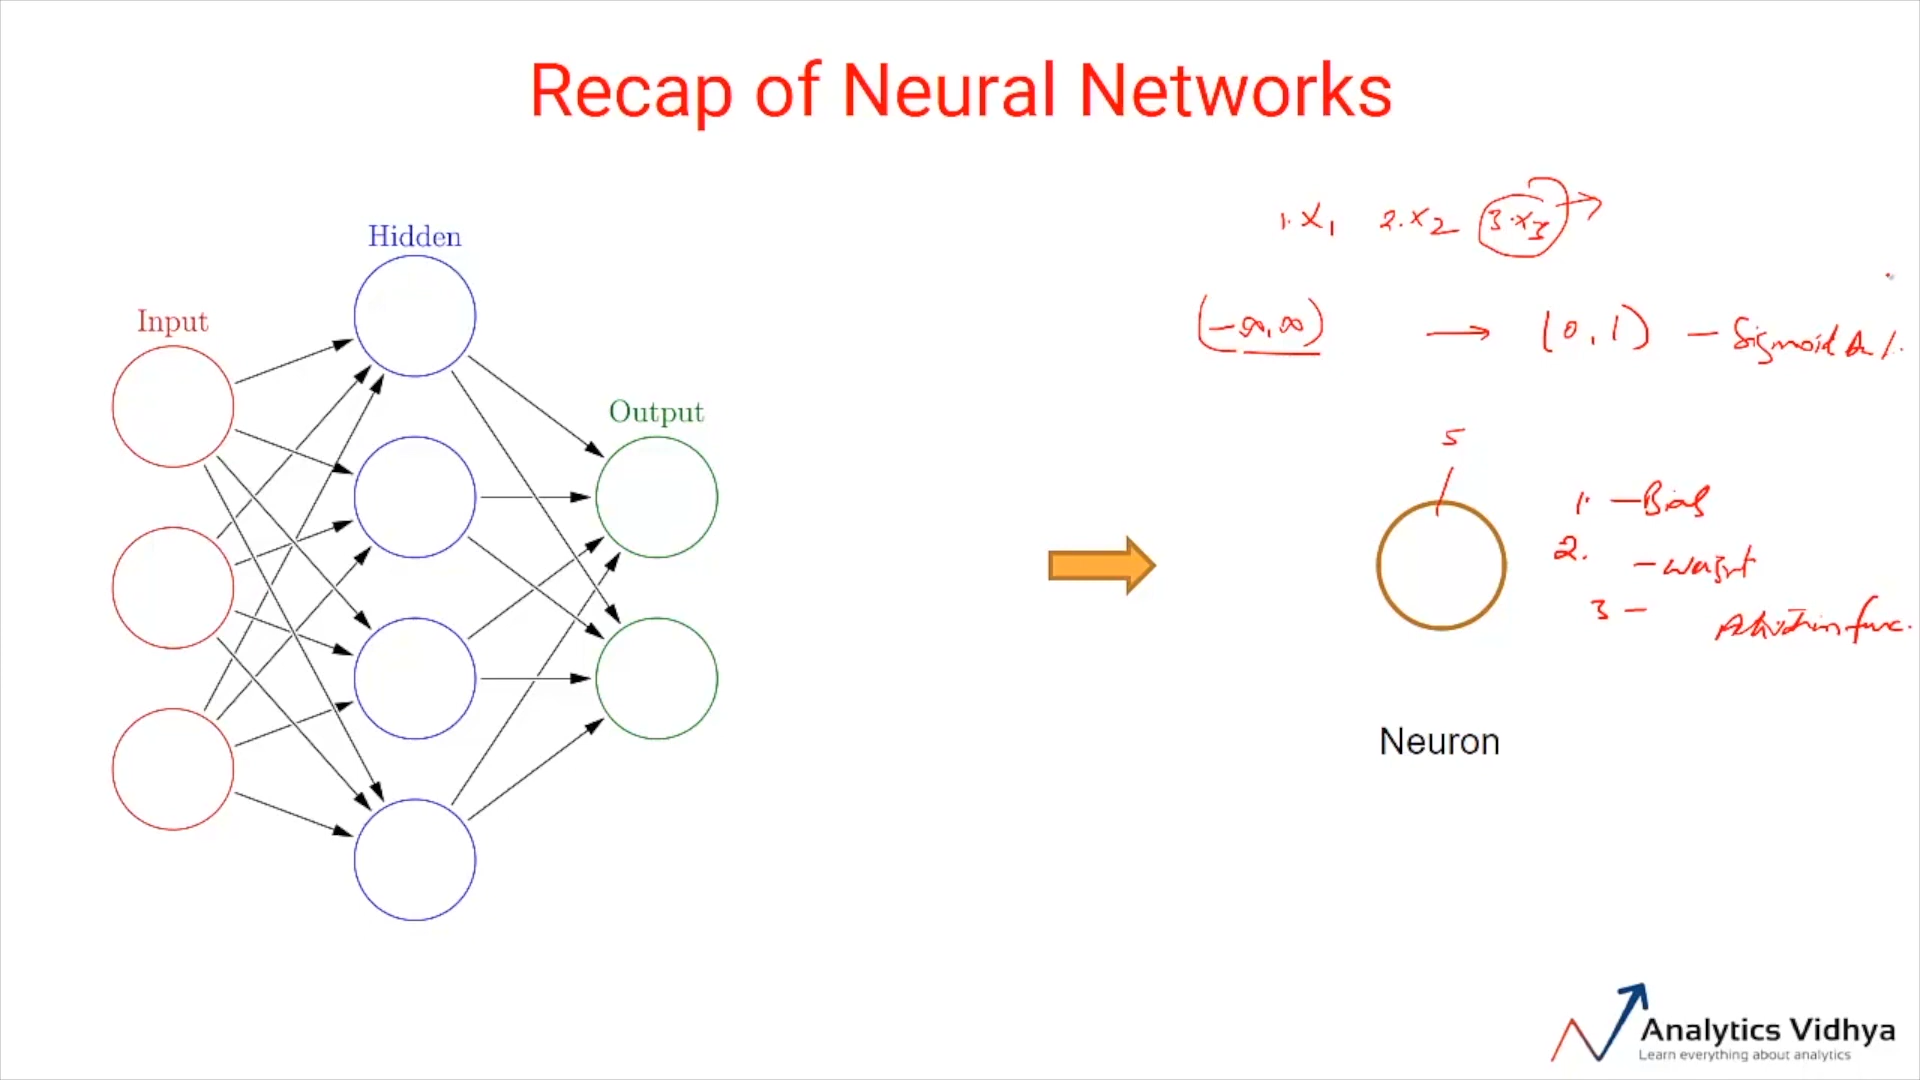 Recap of Neural Networks
1. X1 2. X2 3. X3
Hidden
Input
(-∞, ∞) → (0, 1) - Sigmoid
Output
5
1. - Bias
2. - weight
3 - func.
Neuron
Analytics Vidhya
Learn everything about analytics